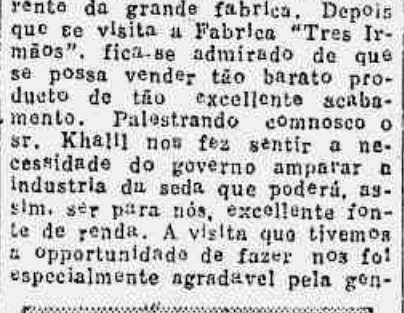 rente da grande fabrica. Depois
que se visita a Fabrica "Tres Ir-
mãos". fica-se admirado de que
se possa vender tão barato pro-
ducto de tão excellente acaba-
mento. Palestrando comnosco o
sr. Khalil nos fez sentir a ne-
cessidade do governo amparar a
industria da seda que poderá, as-
sim, ser para nós, excellente fon-
te de renda. A visita que tivemos
a opportunidade de fazer nos foi
especialmente agradavel pela gen-